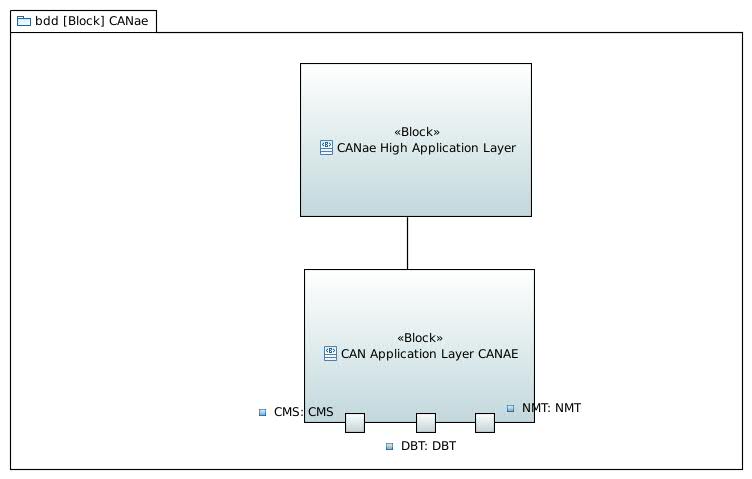 bdd [Block] CANae
«Block»
CANae High Application Layer
«Block»
CAN Application Layer CANAE
CMS: CMS
NMT: NMT
DBT: DBT